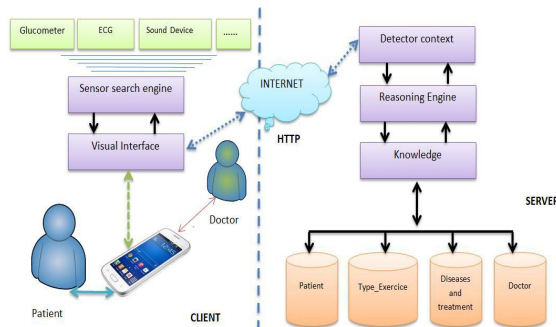 Glucometer
ECG
Sound Device
......
Sensor search engine
Visual Interface
Doctor
Patient
CLIENT
INTERNET
HTTP
Detector context
Reasoning Engine
Knowledge
SERVER
Patient
Type_Exercice
Diseases
and
treatment
Doctor